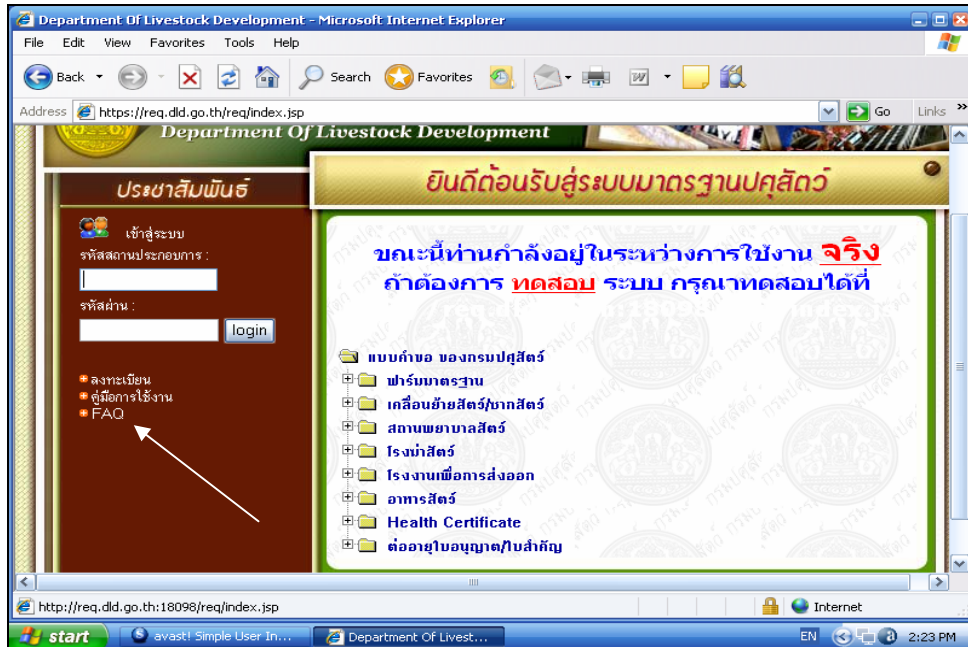 Department Of Livestock Development - Microsoft Internet Explorer
File Edit View Favorites Tools Help
Back Search Favorites
Address https://req.dld.go.th/req/index.jsp Go Links
Department Of Livestock Development
ประชาสัมพันธ์
ยินดีต้อนรับสู่ระบบมาตรฐานปศุสัตว์
เข้าสู่ระบบ
รหัสสถานประกอบการ :
รหัสผ่าน :
login
ลงทะเบียน
คู่มือการใช้งาน
FAQ
ขณะนี้ท่านกำลังอยู่ในระหว่างการใช้งาน จริง
ถ้าต้องการ ทดสอบ ระบบ กรุณาทดสอบได้ที่
แบบคำขอ ของกรมปศุสัตว์
ฟาร์มมาตรฐาน
เคลื่อนย้ายสัตว์/ซากสัตว์
สถานพยาบาลสัตว์
โรงฆ่าสัตว์
โรงงานเพื่อการส่งออก
อาหารสัตว์
Health Certificate
ต่ออายุใบอนุญาต/ใบสำคัญ
http://req.dld.go.th:18098/req/index.jsp Internet
start avast! Simple User In... Department Of Livest... EN 2:23 PM